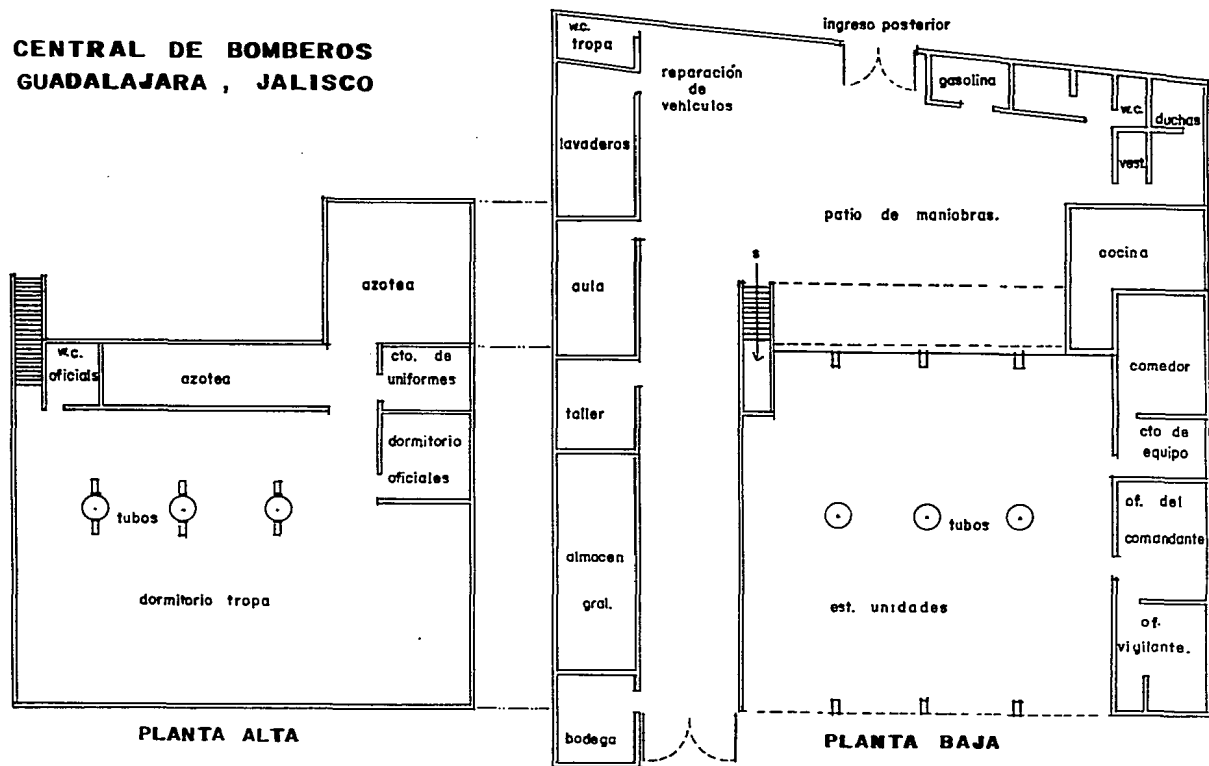 CENTRAL DE BOMBEROS
GUADALAJARA , JALISCO
azotea
w.c.
oficials
azotea
cto. de
uniformes
dormitorio
oficiales
tubos
dormitorio tropa
PLANTA ALTA
w.c.
tropa
lavaderos
aula
taller
almacen
gral.
bodega
reparación
de
vehículos
ingreso posterior
gasolina
w.c.
duchas
vest.
patio de maniobras.
s
cocina
comedor
cto de
equipo
of. del
comandante
tubos
est. unidades
of.
vigilante.
PLANTA BAJA